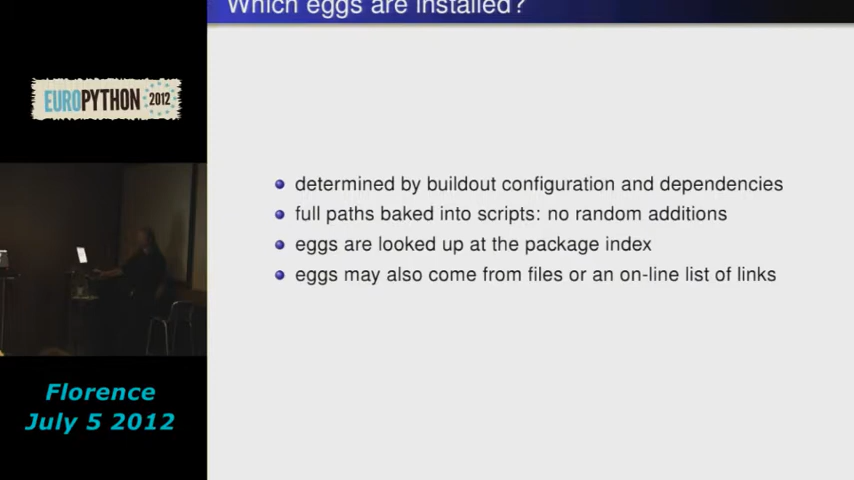 Which eggs are installed?
EUROPYTHON 2012
determined by buildout configuration and dependencies
full paths baked into scripts: no random additions
eggs are looked up at the package index
eggs may also come from files or an on-line list of links
Florence
July 5 2012